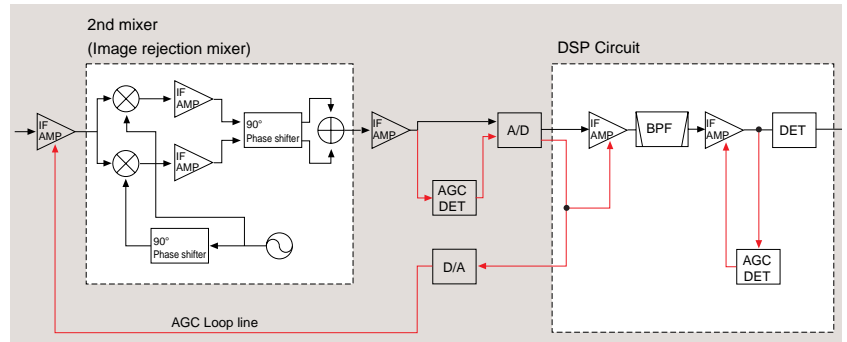 2nd mixer
(Image rejection mixer)
DSP Circuit
IF
AMP
IF
AMP
IF
AMP
90°
Phase shifter
IF
AMP
A/D
IF
AMP
BPF
IF
AMP
DET
AGC
DET
90°
Phase shifter
D/A
AGC
DET
AGC Loop line